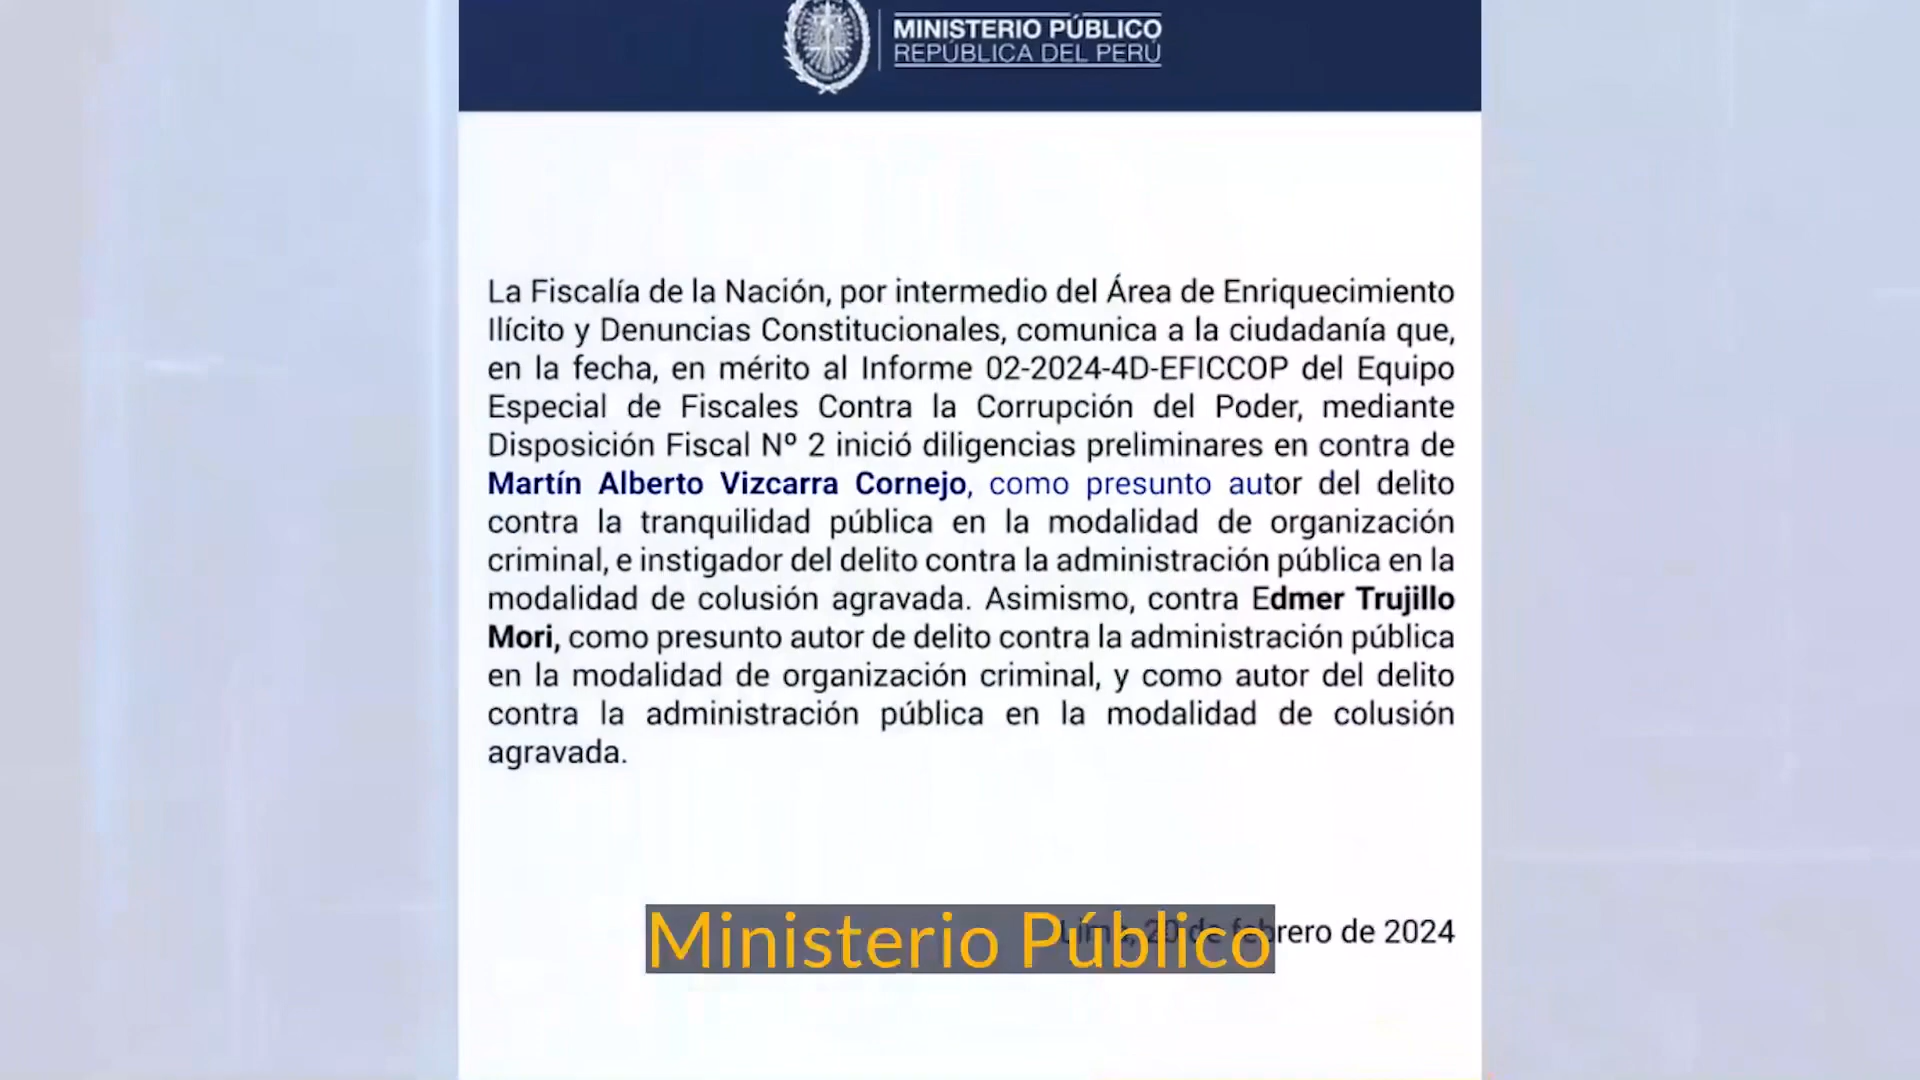 MINISTERIO PÚBLICO
REPÚBLICA DEL PERÚ
La Fiscalía de la Nación, por intermedio del Área de Enriquecimiento
Ilícito y Denuncias Constitucionales, comunica a la ciudadanía que,
en la fecha, en mérito al Informe 02-2024-4D-EFICCOP del Equipo
Especial de Fiscales Contra la Corrupción del Poder, mediante
Disposición Fiscal Nº 2 inició diligencias preliminares en contra de
Martín Alberto Vizcarra Cornejo, como presunto autor del delito
contra la tranquilidad pública en la modalidad de organización
criminal, e instigador del delito contra la administración pública en la
modalidad de colusión agravada. Asimismo, contra Edmer Trujillo
Mori, como presunto autor de delito contra la administración pública
en la modalidad de organización criminal, y como autor del delito
contra la administración pública en la modalidad de colusión
agravada.
Lima, 20 de febrero de 2024
Ministerio Público